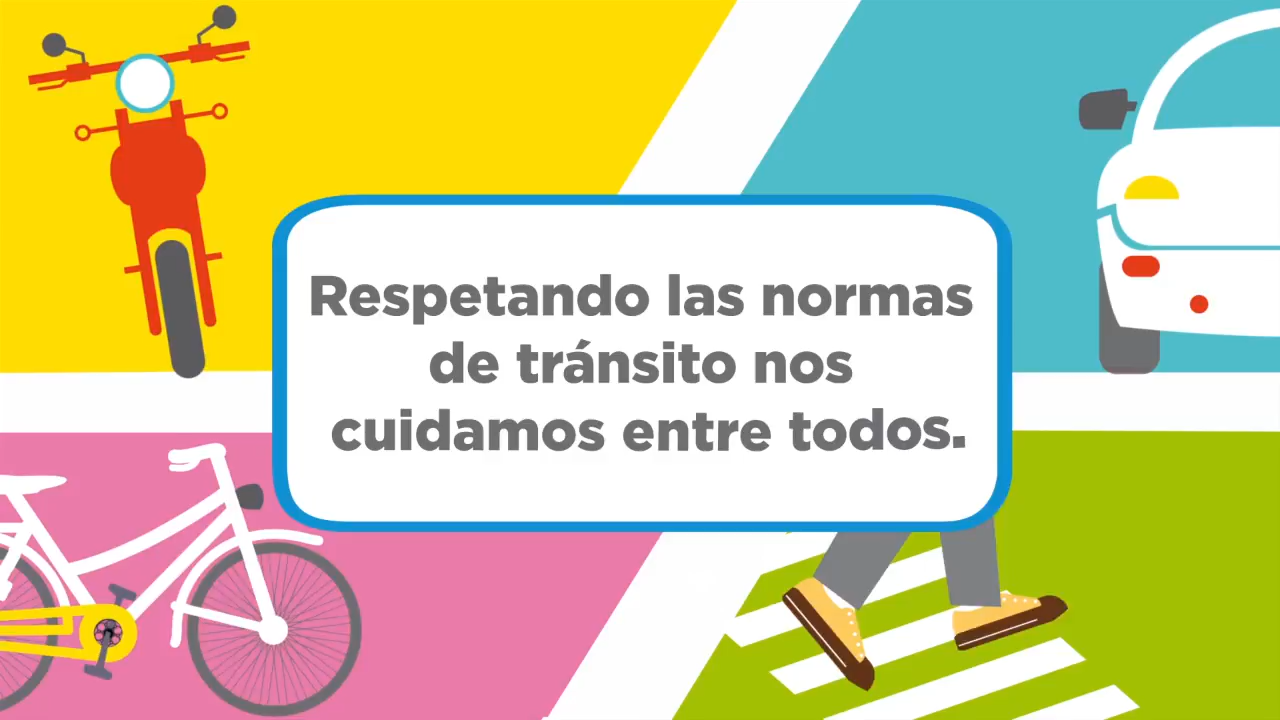 Respetando las normas
de tránsito nos
cuidamos entre todos.